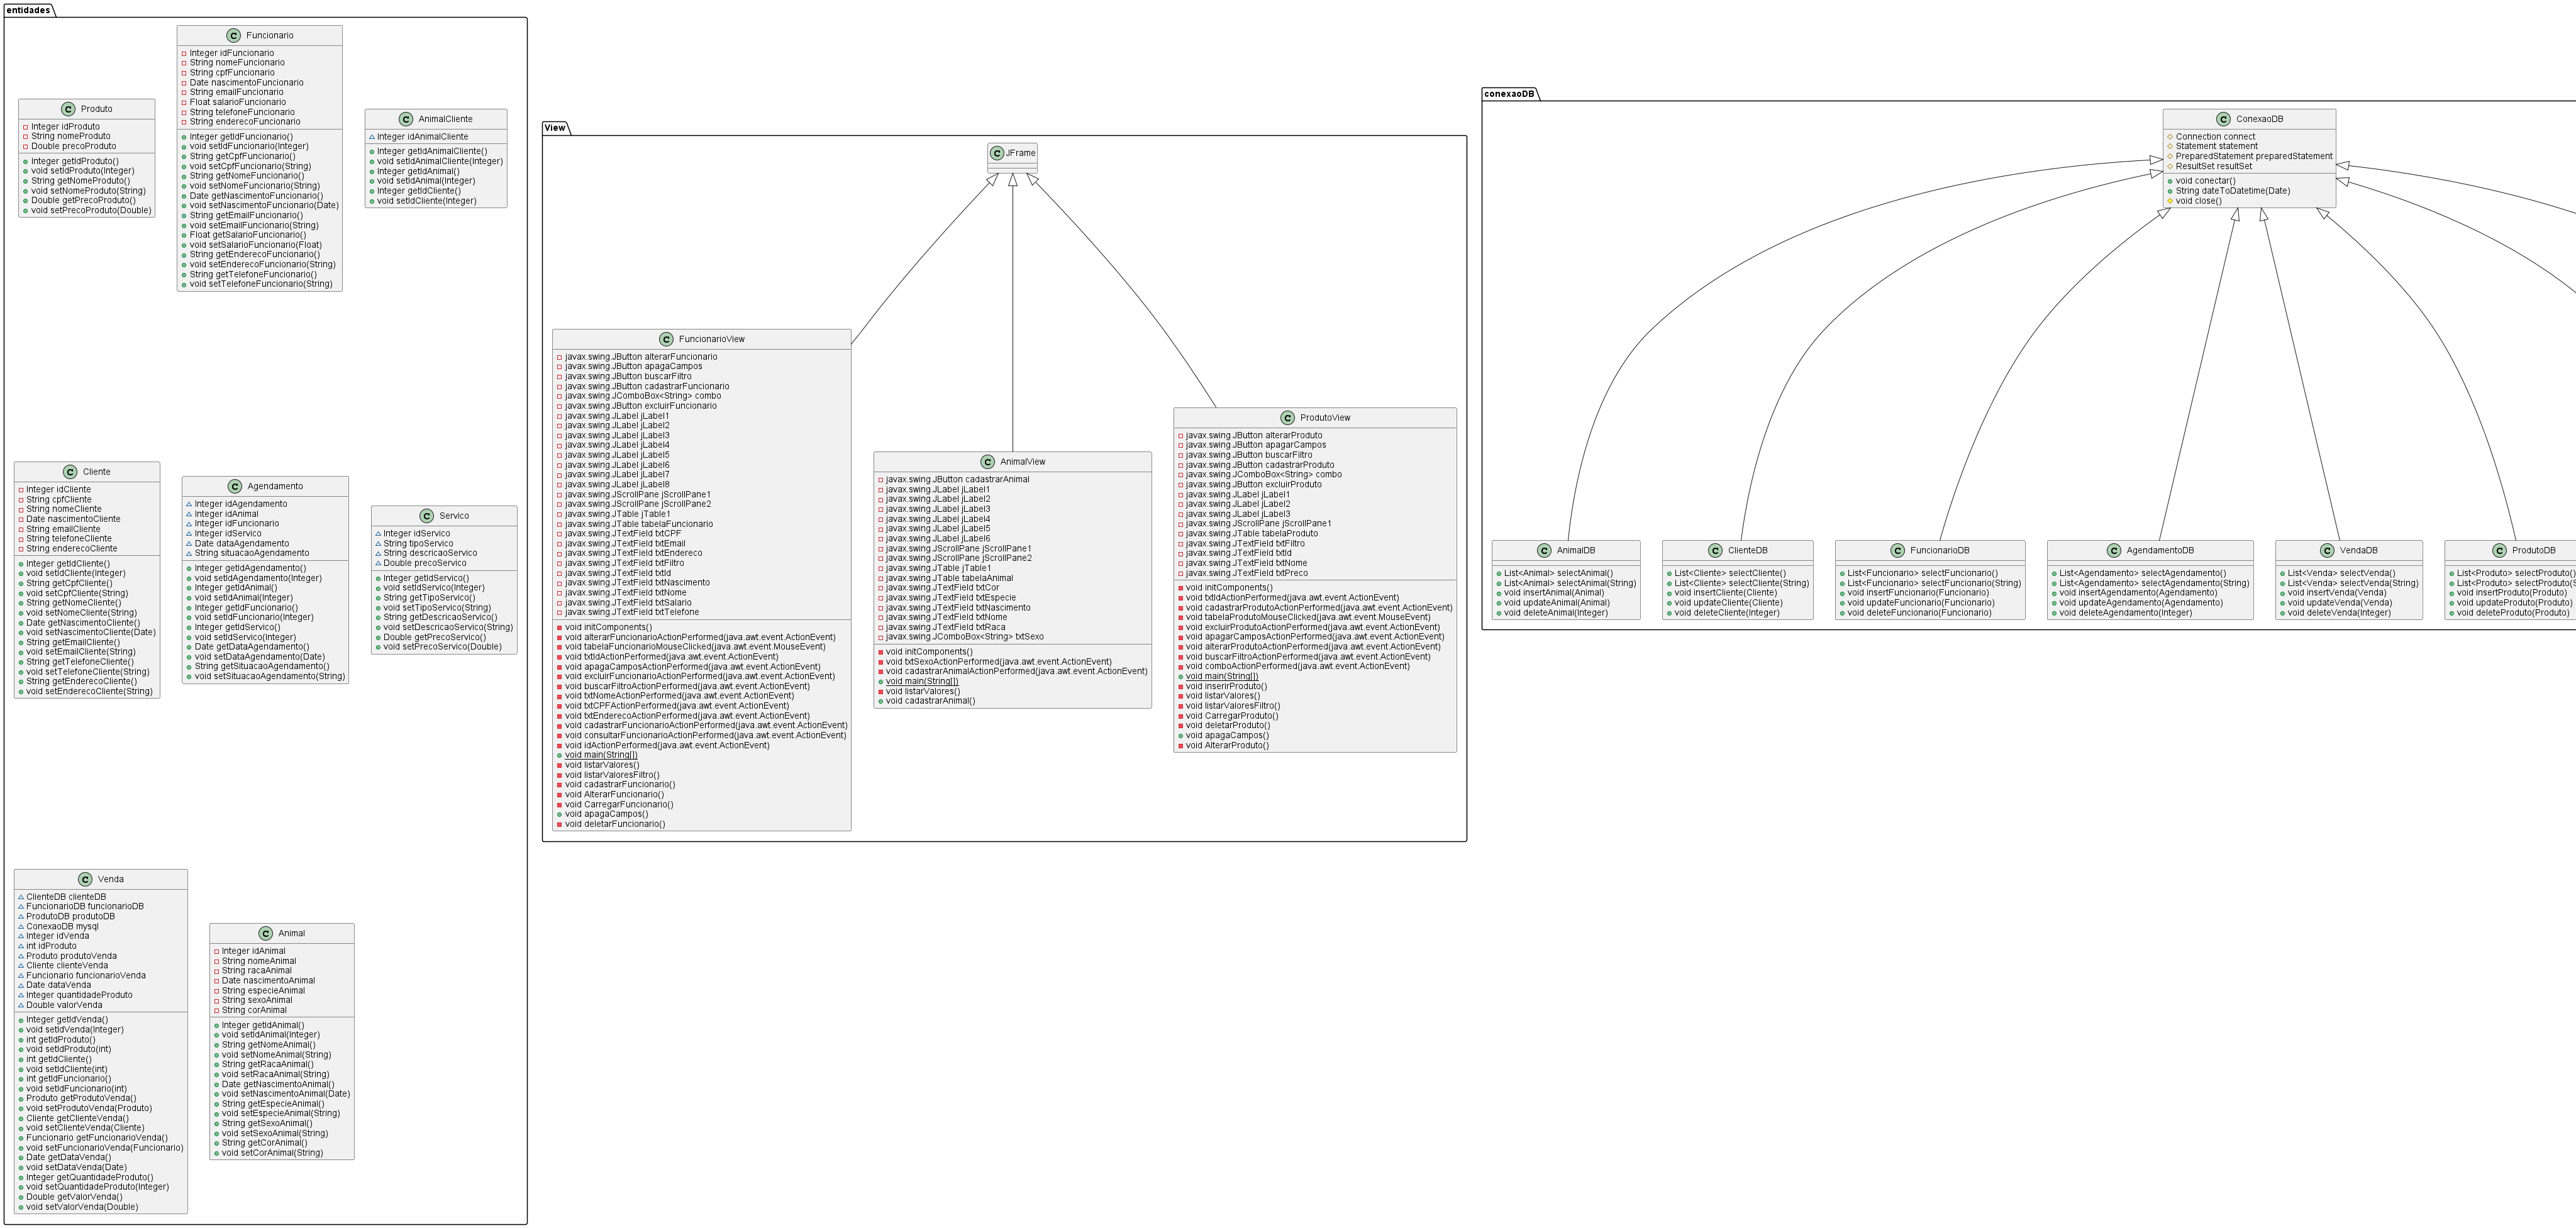 entidades
Funcionario
Integer idFuncionario
String nomeFuncionario
String cpfFuncionario
Date nascimentoFuncionario
String emailFuncionario
Float salarioFuncionario
String telefoneFuncionario
String enderecoFuncionario
Integer getIdFuncionario()
void setIdFuncionario(Integer)
String getCpfFuncionario()
void setCpfFuncionario(String)
String getNomeFuncionario()
void setNomeFuncionario(String)
Date getNascimentoFuncionario()
void setNascimentoFuncionario(Date)
String getEmailFuncionario()
void setEmailFuncionario(String)
Float getSalarioFuncionario()
void setSalarioFuncionario(Float)
String getEnderecoFuncionario()
void setEnderecoFuncionario(String)
String getTelefoneFuncionario()
void setTelefoneFuncionario(String)
Produto
Integer idProduto
String nomeProduto
Double precoProduto
Integer getIdProduto()
void setIdProduto(Integer)
String getNomeProduto()
void setNomeProduto(String)
Double getPrecoProduto()
void setPrecoProduto(Double)
AnimalCliente
Integer idAnimalCliente
Integer getIdAnimalCliente()
void setIdAnimalCliente(Integer)
Integer getIdAnimal()
void setIdAnimal(Integer)
Integer getIdCliente()
void setIdCliente(Integer)
Cliente
Integer idCliente
String cpfCliente
String nomeCliente
Date nascimentoCliente
String emailCliente
String telefoneCliente
String enderecoCliente
Integer getIdCliente()
void setIdCliente(Integer)
String getCpfCliente()
void setCpfCliente(String)
String getNomeCliente()
void setNomeCliente(String)
Date getNascimentoCliente()
void setNascimentoCliente(Date)
String getEmailCliente()
void setEmailCliente(String)
String getTelefoneCliente()
void setTelefoneCliente(String)
String getEnderecoCliente()
void setEnderecoCliente(String)
Agendamento
Integer idAgendamento
Integer idAnimal
Integer idFuncionario
Integer idServico
Date dataAgendamento
String situacaoAgendamento
Integer getIdAgendamento()
void setIdAgendamento(Integer)
Integer getIdAnimal()
void setIdAnimal(Integer)
Integer getIdFuncionario()
void setIdFuncionario(Integer)
Integer getIdServico()
void setIdServico(Integer)
Date getDataAgendamento()
void setDataAgendamento(Date)
String getSituacaoAgendamento()
void setSituacaoAgendamento(String)
Servico
Integer idServico
String tipoServico
String descricaoServico
Double precoServico
Integer getIdServico()
void setIdServico(Integer)
String getTipoServico()
void setTipoServico(String)
String getDescricaoServico()
void setDescricaoServico(String)
Double getPrecoServico()
void setPrecoServico(Double)
Venda
ClienteDB clienteDB
FuncionarioDB funcionarioDB
ProdutoDB produtoDB
ConexaoDB mysql
Integer idVenda
int idProduto
Produto produtoVenda
Cliente clienteVenda
Funcionario funcionarioVenda
Date dataVenda
Integer quantidadeProduto
Double valorVenda
Integer getIdVenda()
void setIdVenda(Integer)
int getIdProduto()
void setIdProduto(int)
int getIdCliente()
void setIdCliente(int)
int getIdFuncionario()
void setIdFuncionario(int)
Produto getProdutoVenda()
void setProdutoVenda(Produto)
Cliente getClienteVenda()
void setClienteVenda(Cliente)
Funcionario getFuncionarioVenda()
void setFuncionarioVenda(Funcionario)
Date getDataVenda()
void setDataVenda(Date)
Integer getQuantidadeProduto()
void setQuantidadeProduto(Integer)
Double getValorVenda()
void setValorVenda(Double)
Animal
Integer idAnimal
String nomeAnimal
String racaAnimal
Date nascimentoAnimal
String especieAnimal
String sexoAnimal
String corAnimal
Integer getIdAnimal()
void setIdAnimal(Integer)
String getNomeAnimal()
void setNomeAnimal(String)
String getRacaAnimal()
void setRacaAnimal(String)
Date getNascimentoAnimal()
void setNascimentoAnimal(Date)
String getEspecieAnimal()
void setEspecieAnimal(String)
String getSexoAnimal()
void setSexoAnimal(String)
String getCorAnimal()
void setCorAnimal(String)
View
JFrame
FuncionarioView
javax.swing.JButton alterarFuncionario
javax.swing.JButton apagaCampos
javax.swing.JButton buscarFiltro
javax.swing.JButton cadastrarFuncionario
javax.swing.JComboBox<String> combo
javax.swing.JButton excluirFuncionario
javax.swing.JLabel jLabel1
javax.swing.JLabel jLabel2
javax.swing.JLabel jLabel3
javax.swing.JLabel jLabel4
javax.swing.JLabel jLabel5
javax.swing.JLabel jLabel6
javax.swing.JLabel jLabel7
javax.swing.JLabel jLabel8
javax.swing.JScrollPane jScrollPane1
javax.swing.JScrollPane jScrollPane2
javax.swing.JTable jTable1
javax.swing.JTable tabelaFuncionario
javax.swing.JTextField txtCPF
javax.swing.JTextField txtEmail
javax.swing.JTextField txtEndereco
javax.swing.JTextField txtFiltro
javax.swing.JTextField txtId
javax.swing.JTextField txtNascimento
javax.swing.JTextField txtNome
javax.swing.JTextField txtSalario
javax.swing.JTextField txtTelefone
void initComponents()
void alterarFuncionarioActionPerformed(java.awt.event.ActionEvent)
void tabelaFuncionarioMouseClicked(java.awt.event.MouseEvent)
void txtIdActionPerformed(java.awt.event.ActionEvent)
void apagaCamposActionPerformed(java.awt.event.ActionEvent)
void excluirFuncionarioActionPerformed(java.awt.event.ActionEvent)
void buscarFiltroActionPerformed(java.awt.event.ActionEvent)
void txtNomeActionPerformed(java.awt.event.ActionEvent)
void txtCPFActionPerformed(java.awt.event.ActionEvent)
void txtEnderecoActionPerformed(java.awt.event.ActionEvent)
void cadastrarFuncionarioActionPerformed(java.awt.event.ActionEvent)
void consultarFuncionarioActionPerformed(java.awt.event.ActionEvent)
void idActionPerformed(java.awt.event.ActionEvent)
void main(String[])
void listarValores()
void listarValoresFiltro()
void cadastrarFuncionario()
void AlterarFuncionario()
void CarregarFuncionario()
void apagaCampos()
void deletarFuncionario()
AnimalView
javax.swing.JButton cadastrarAnimal
javax.swing.JLabel jLabel1
javax.swing.JLabel jLabel2
javax.swing.JLabel jLabel3
javax.swing.JLabel jLabel4
javax.swing.JLabel jLabel5
javax.swing.JLabel jLabel6
javax.swing.JScrollPane jScrollPane1
javax.swing.JScrollPane jScrollPane2
javax.swing.JTable jTable1
javax.swing.JTable tabelaAnimal
javax.swing.JTextField txtCor
javax.swing.JTextField txtEspecie
javax.swing.JTextField txtNascimento
javax.swing.JTextField txtNome
javax.swing.JTextField txtRaca
javax.swing.JComboBox<String> txtSexo
void initComponents()
void txtSexoActionPerformed(java.awt.event.ActionEvent)
void cadastrarAnimalActionPerformed(java.awt.event.ActionEvent)
void main(String[])
void listarValores()
void cadastrarAnimal()
ProdutoView
javax.swing.JButton alterarProduto
javax.swing.JButton apagarCampos
javax.swing.JButton buscarFiltro
javax.swing.JButton cadastrarProduto
javax.swing.JComboBox<String> combo
javax.swing.JButton excluirProduto
javax.swing.JLabel jLabel1
javax.swing.JLabel jLabel2
javax.swing.JLabel jLabel3
javax.swing.JScrollPane jScrollPane1
javax.swing.JTable tabelaProduto
javax.swing.JTextField txtFiltro
javax.swing.JTextField txtId
javax.swing.JTextField txtNome
javax.swing.JTextField txtPreco
void initComponents()
void txtIdActionPerformed(java.awt.event.ActionEvent)
void cadastrarProdutoActionPerformed(java.awt.event.ActionEvent)
void tabelaProdutoMouseClicked(java.awt.event.MouseEvent)
void excluirProdutoActionPerformed(java.awt.event.ActionEvent)
void apagarCamposActionPerformed(java.awt.event.ActionEvent)
void alterarProdutoActionPerformed(java.awt.event.ActionEvent)
void buscarFiltroActionPerformed(java.awt.event.ActionEvent)
void comboActionPerformed(java.awt.event.ActionEvent)
void main(String[])
void inserirProduto()
void listarValores()
void listarValoresFiltro()
void CarregarProduto()
void deletarProduto()
void apagaCampos()
void AlterarProduto()
conexaoDB
ConexaoDB
Connection connect
Statement statement
PreparedStatement preparedStatement
ResultSet resultSet
void conectar()
String dateToDatetime(Date)
void close()
AnimalDB
List<Animal> selectAnimal()
List<Animal> selectAnimal(String)
void insertAnimal(Animal)
void updateAnimal(Animal)
void deleteAnimal(Integer)
ClienteDB
List<Cliente> selectCliente()
List<Cliente> selectCliente(String)
void insertCliente(Cliente)
void updateCliente(Cliente)
void deleteCliente(Integer)
FuncionarioDB
List<Funcionario> selectFuncionario()
List<Funcionario> selectFuncionario(String)
void insertFuncionario(Funcionario)
void updateFuncionario(Funcionario)
void deleteFuncionario(Funcionario)
AgendamentoDB
List<Agendamento> selectAgendamento()
List<Agendamento> selectAgendamento(String)
void insertAgendamento(Agendamento)
void updateAgendamento(Agendamento)
void deleteAgendamento(Integer)
VendaDB
List<Venda> selectVenda()
List<Venda> selectVenda(String)
void insertVenda(Venda)
void updateVenda(Venda)
void deleteVenda(Integer)
ProdutoDB
List<Produto> selectProduto()
List<Produto> selectProduto(S
void insertProduto(Produto)
void updateProduto(Produto)
void deleteProduto(Produto)